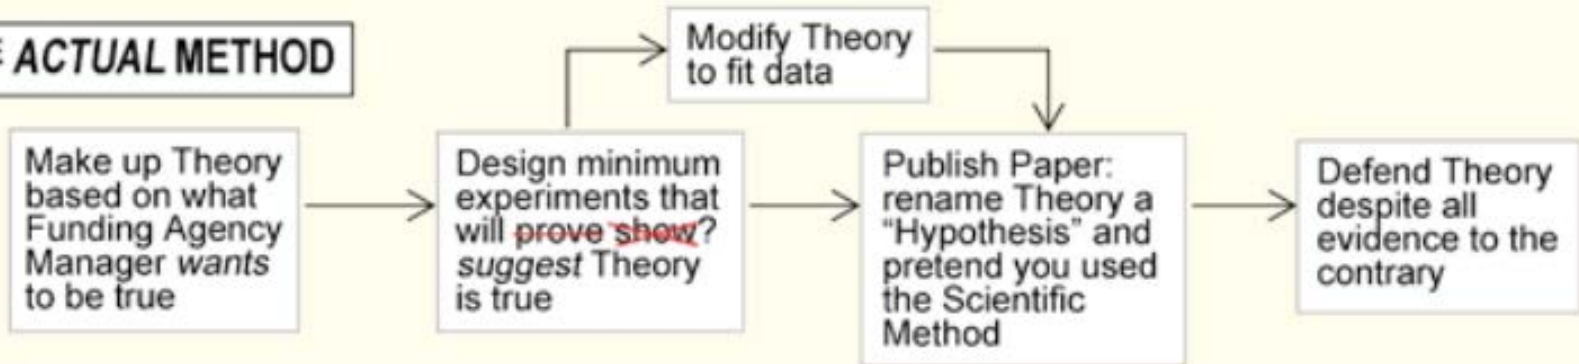 ACTUAL METHOD
Modify Theory
to fit data
Make up Theory
based on what
Funding Agency
Manager wants
to be true
Design minimum
experiments that
will prove show?
suggest Theory
is true
Publish Paper:
rename Theory a
“Hypothesis” and
pretend you used
the Scientific
Method
Defend Theory
despite all
evidence to the
contrary